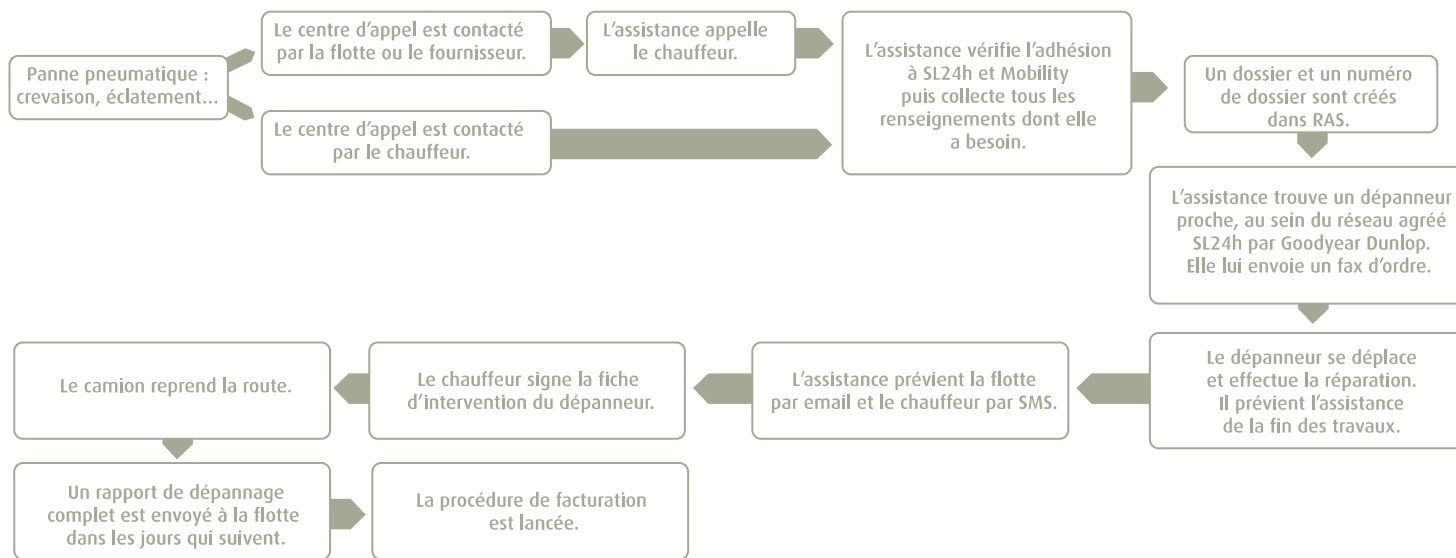 Panne pneumatique :
crevaison, éclatement...
Le centre d’appel est contacté
par la flotte ou le fournisseur.
L’assistance appelle
le chauffeur.
Le centre d’appel est contacté
par le chauffeur.
L’assistance vérifie l’adhésion
à SL24h et Mobility
puis collecte tous les
renseignements dont elle
a besoin.
Un dossier et un numéro
de dossier sont créés
dans RAS.
L’assistance trouve un dépanneur
proche, au sein du réseau agréé
SL24h par Goodyear Dunlop.
Elle lui envoie un fax d’ordre.
Le dépanneur se déplace
et effectue la réparation.
Il prévient l’assistance
de la fin des travaux.
L’assistance prévient la flotte
par email et le chauffeur par SMS.
Le chauffeur signe la fiche
d’intervention du dépanneur.
Le camion reprend la route.
Un rapport de dépannage
complet est envoyé à la flotte
dans les jours qui suivent.
La procédure de facturation
est lancée.